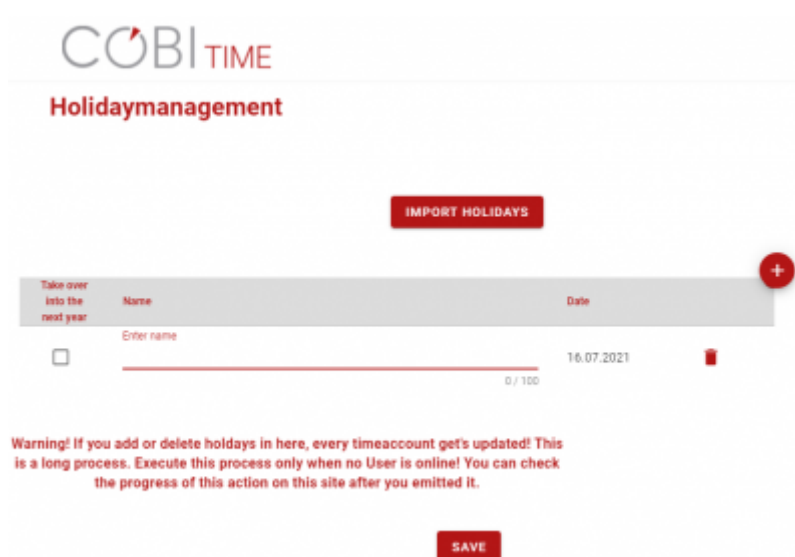 COBI TIME
Holidaymanagement
IMPORT HOLIDAYS
+
Take over
into the
next year
Name
Date
Enter name
16.07.2021
0 / 100
Warning! If you add or delete holdays in here, every timeaccount get's updated! This
is a long process. Execute this process only when no User is online! You can check
the progress of this action on this site after you emitted it.
SAVE